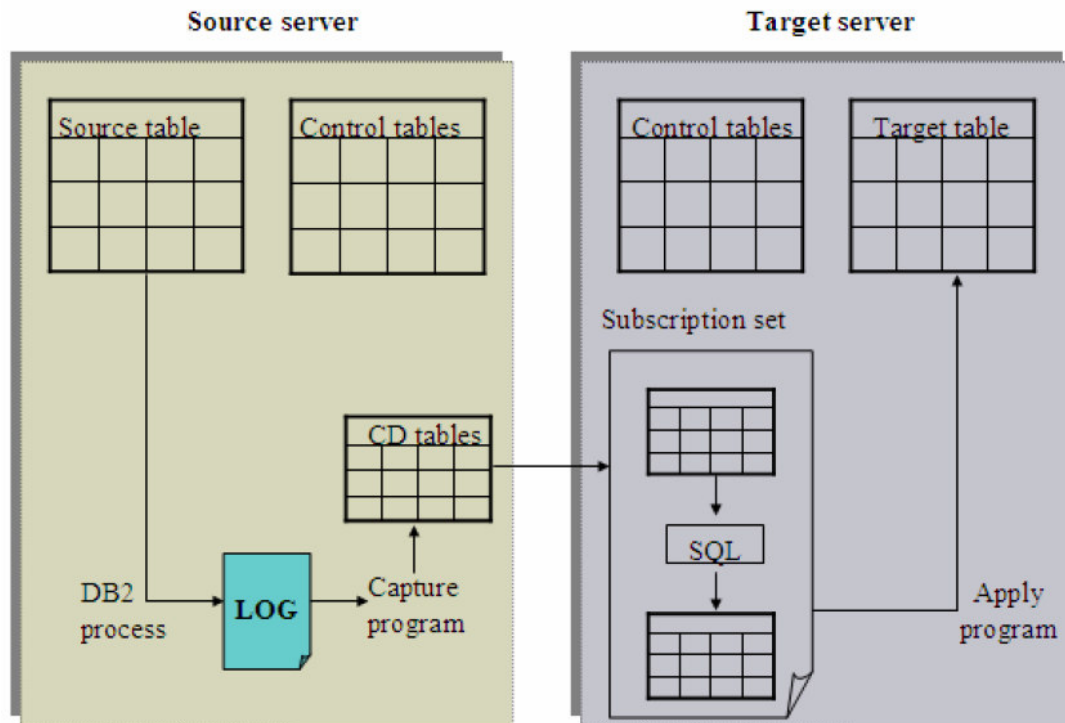 Source server
Target server
Source table
Control tables
Control tables
Target table
Subscription set
CD tables
SQL
DB2
process
LOG
Capture
program
Apply
program